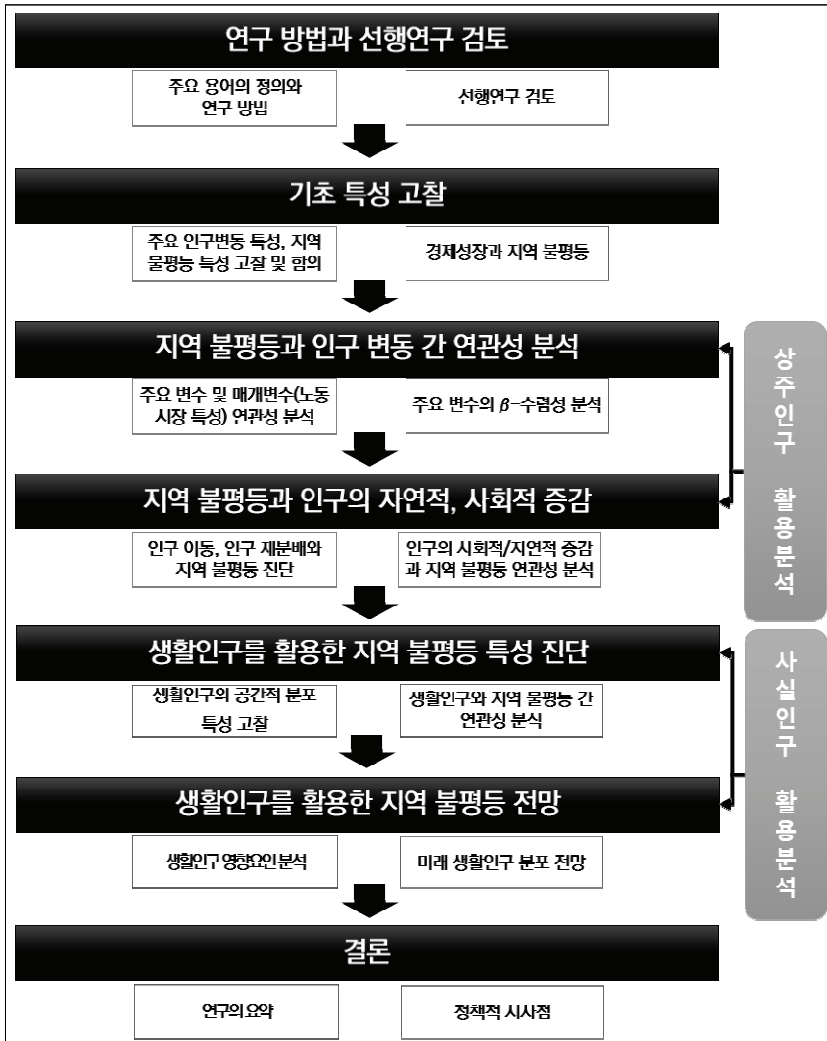 연구 방법과 선행연구 검토
주요 용어의 정의와
연구 방법
선행연구 검토
기초 특성 고찰
주요 인구변동 특성, 지역
불평등 특성 고찰 및 함의
경제성장과 지역 불평등
지역 불평등과 인구 변동 간 연관성 분석
주요 변수 및 매개변수(노동
시장 특성) 연관성 분석
주요 변수의 β-수렴성 분석
지역 불평등과 인구의 자연적, 사회적 증감
인구 이동, 인구 재분배와
지역 불평등 진단
인구의 사회적/자연적 증감
과 지역 불평등 연관성 분석
상주인구 활용분석
생활인구를 활용한 지역 불평등 특성 진단
생활인구의 공간적 분포
특성 고찰
생활인구와 지역 불평등 간
연관성 분석
생활인구를 활용한 지역 불평등 전망
생활인구 영향요인 분석
미래 생활인구 분포 전망
사실인구 활용분석
결론
연구의 요약
정책적 시사점